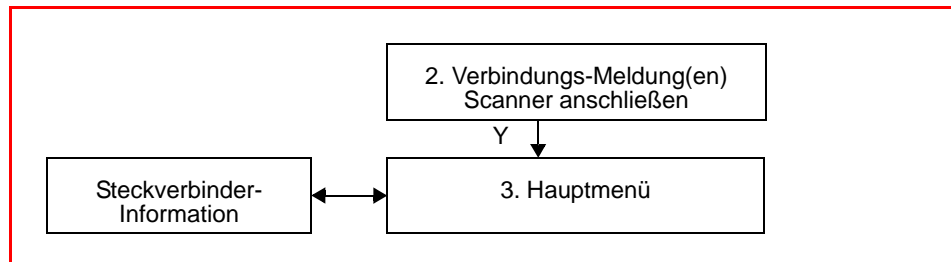 2. Verbindungs-Meldung(en)
Scanner anschließen
Y
Steckverbinder-
Information
3. Hauptmenü